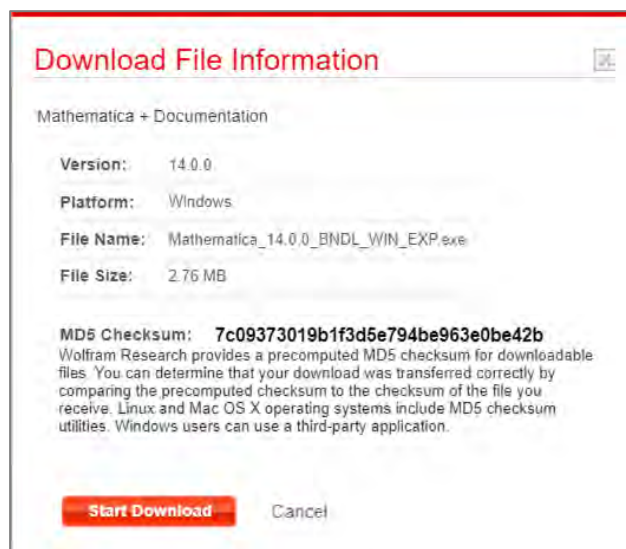 Download File Information
Mathematica + Documentation
Version: 14.0.0
Platform: Windows
File Name: Mathematica_14.0.0_BNDL_WIN_EXP.exe
File Size: 2.76 MB
MD5 Checksum: 7c09373019b1f3d5e794be963e0be42b
Wolfram Research provides a precomputed MD5 checksum for downloadable
files. You can determine that your download was transferred correctly by
comparing the precomputed checksum to the checksum of the file you
receive. Linux and Mac OS X operating systems include MD5 checksum
utilities. Windows users can use a third-party application.
Start Download Cancel